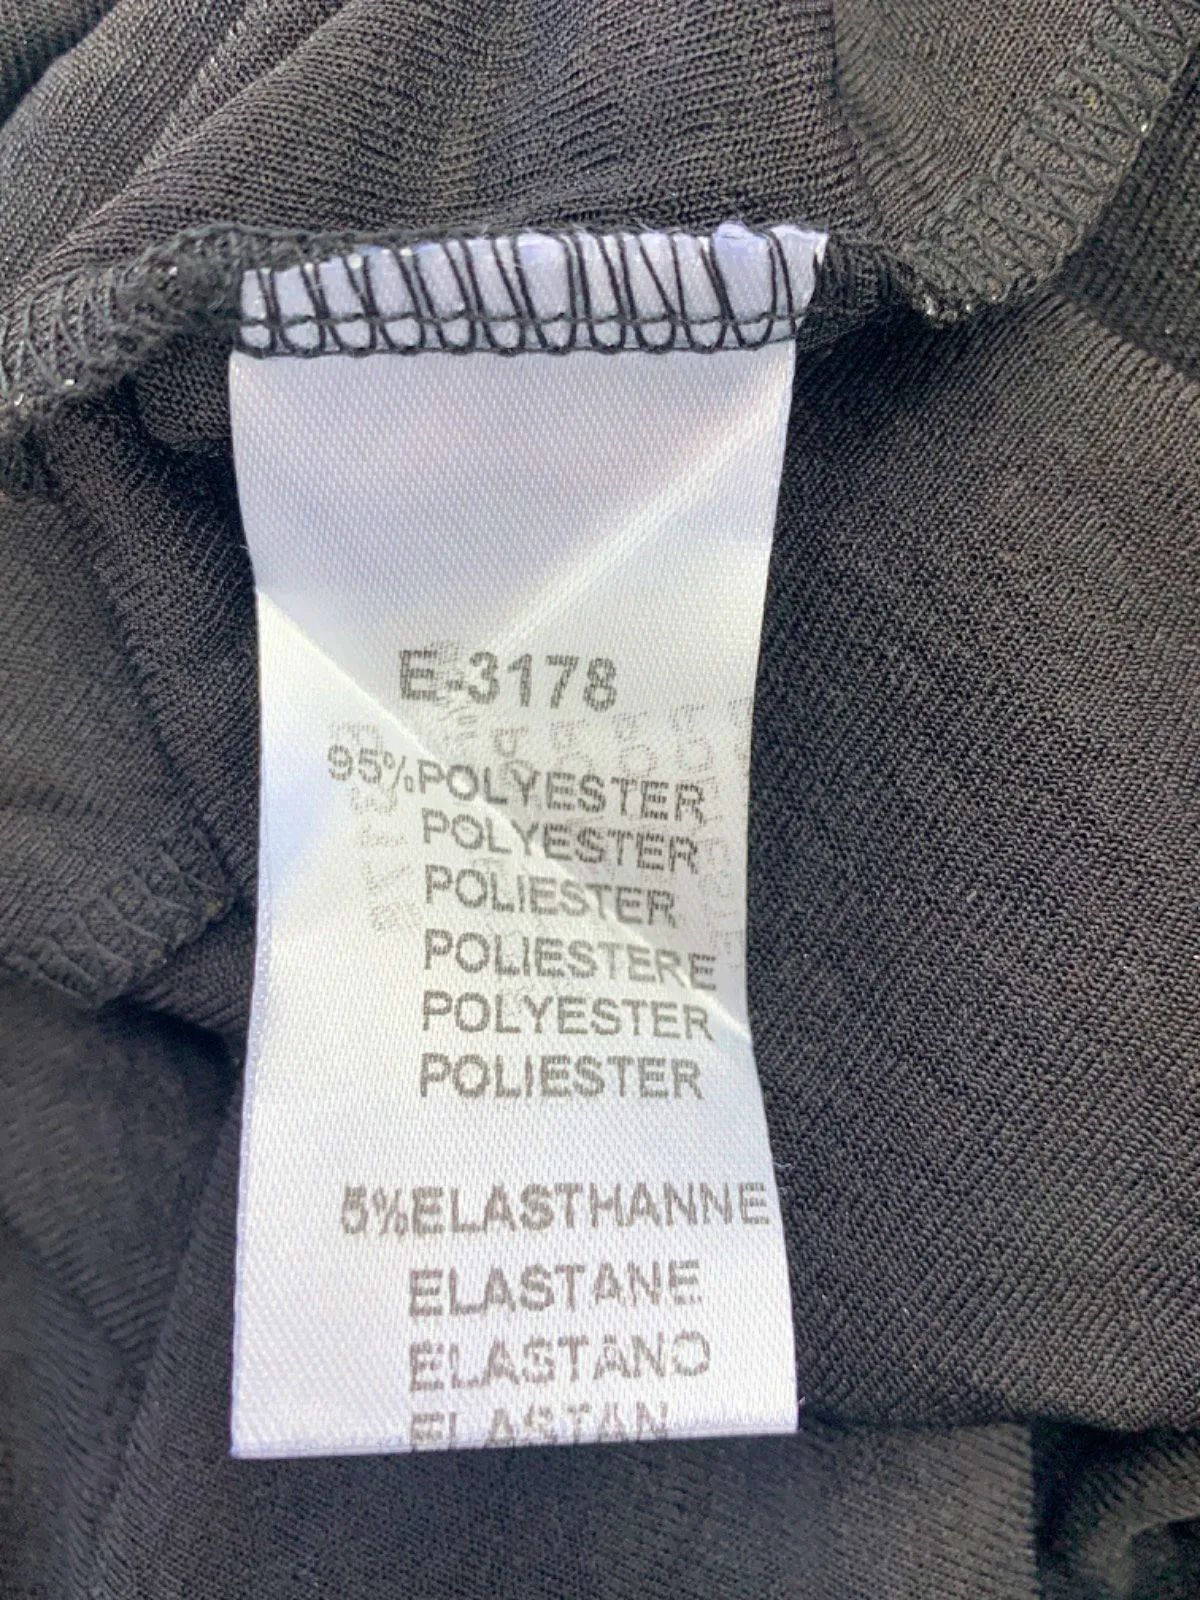 E-3178
95%POLYESTER
POLYESTER
POLIESTER
POLIESTERE
POLYESTER
POLIESTER
5%ELASTHANNE
ELASTANE
ELASTANO
ELASTAN